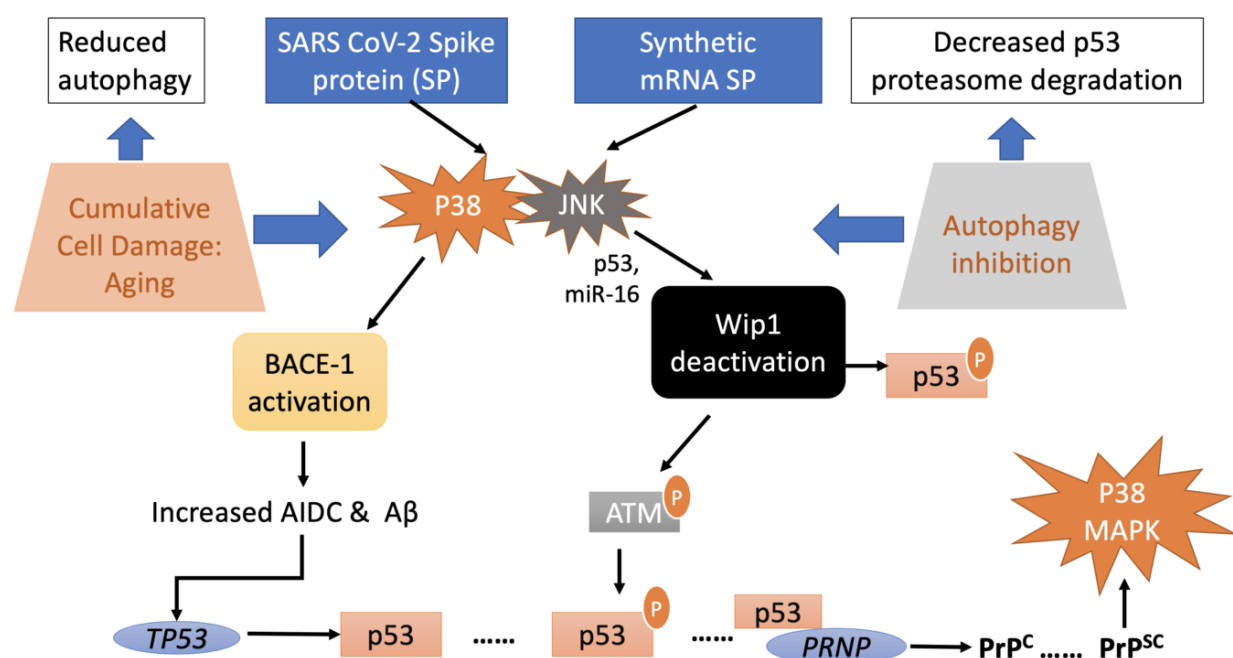 Reduced
autophagy
SARS CoV-2 Spike
protein (SP)
Synthetic
mRNA SP
Decreased p53
proteasome degradation
Cumulative
Cell Damage:
Aging
P38
JNK
Autophagy
inhibition
p53,
miR-16
BACE-1
activation
Wip1
deactivation
p53
P
Increased AIDC & Aβ
ATM
P
P38
MAPK
TP53
p53
......
p53
P
......
p53
PRNP
PrPC ...... PrPSC